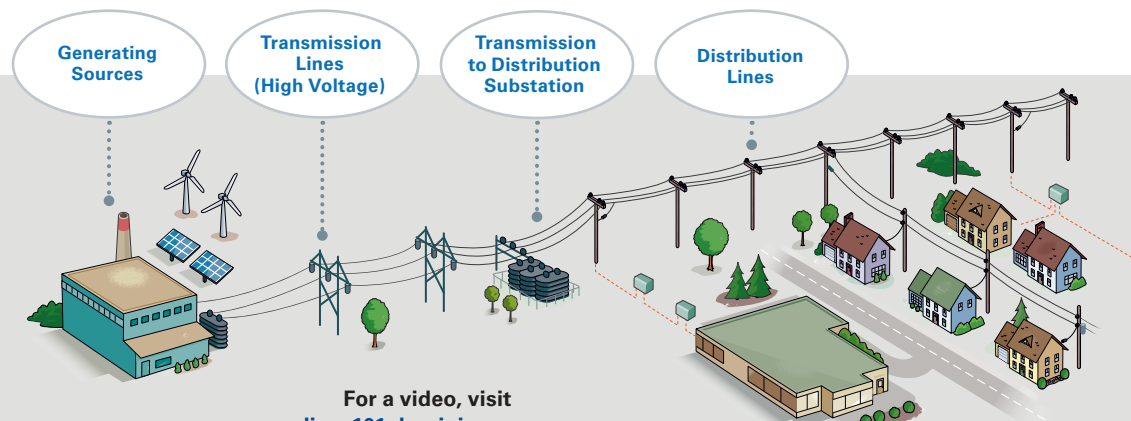 Generating
Sources
Transmission
Lines
(High Voltage)
Transmission
to Distribution
Substation
Distribution
Lines
For a video, visit